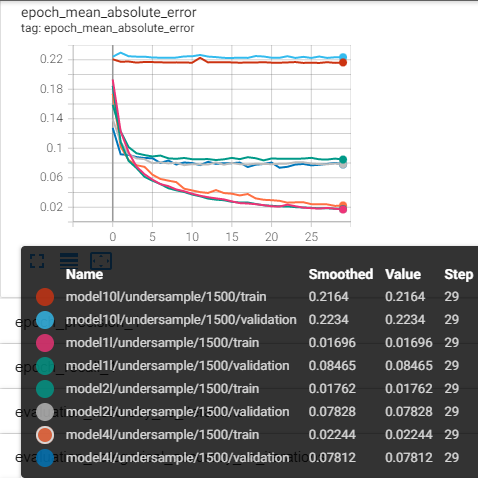 epoch_mean_absolute_error
tag: epoch_mean_absolute_error
0.22
0.18
0.14
0.1
0.06
0.02
0 5 10 15 20 25
Name Smoothed Value Step
model10l/undersample/1500/train 0.2164 0.2164 29
model10l/undersample/1500/validation 0.2234 0.2234 29
model1l/undersample/1500/train 0.01696 0.01696 29
model1l/undersample/1500/validation 0.08465 0.08465 29
model2l/undersample/1500/train 0.01762 0.01762 29
model2l/undersample/1500/validation 0.07828 0.07828 29
model4l/undersample/1500/train 0.02244 0.02244 29
model4l/undersample/1500/validation 0.07812 0.07812 29